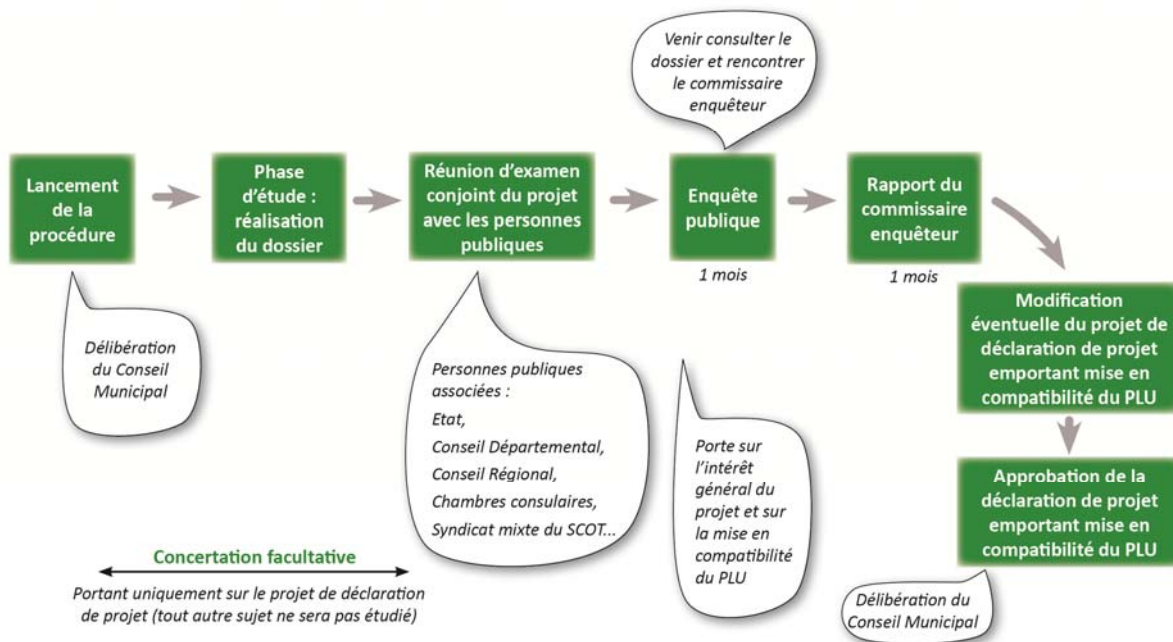 Venir consulter le
dossier et rencontrer
le commissaire
enquêteur
Lancement
de la
procédure
Phase
d'étude :
réalisation
du dossier
Réunion d'examen
conjoint du projet
avec les personnes
publiques
Enquête
publique
1 mois
Rapport du
commissaire
enquêteur
1 mois
Modification
éventuelle du projet de
déclaration de projet
emportant mise en
compatibilité du PLU
Approbation de la
déclaration de projet
emportant mise en
compatibilité du PLU
Délibération
du Conseil
Municipal
Personnes publiques
associées :
Etat,
Conseil Départemental,
Conseil Régional,
Chambres consulaires,
Syndicat mixte du SCOT...
Porte sur
l'intérêt
général du
projet et sur
la mise en
compatibilité
du PLU
Délibération du
Conseil Municipal
Concertation facultative
Portant uniquement sur le projet de déclaration
de projet (tout autre sujet ne sera pas étudié)